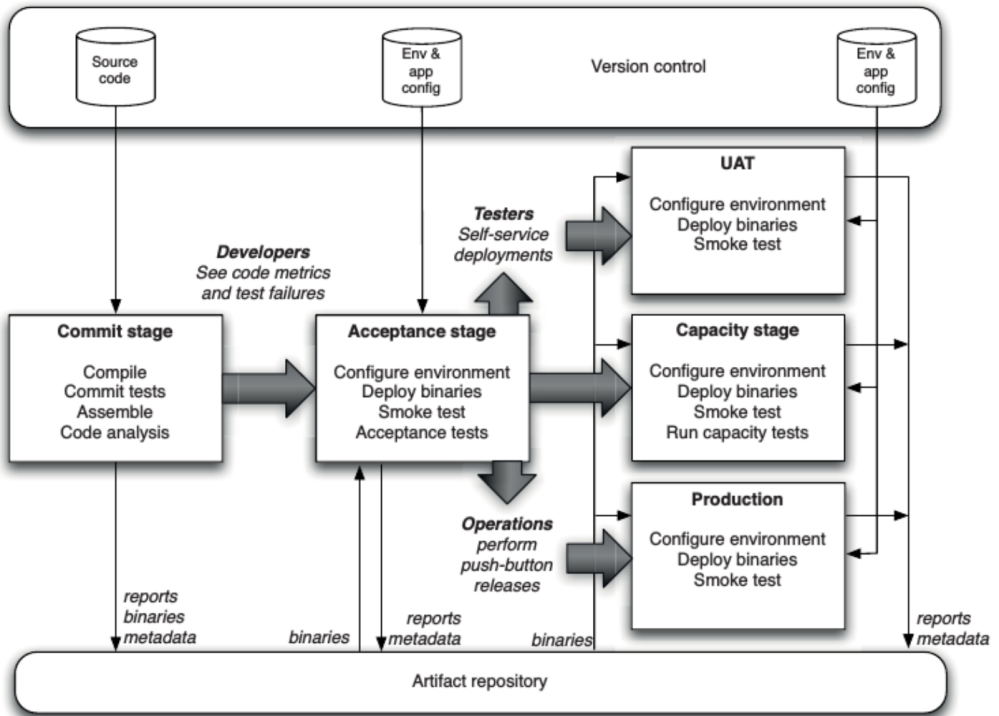 Source
code
Env &
app
config
Version control
Env &
app
config
UAT
Configure environment
Deploy binaries
Smoke test
Testers
Self-service
deployments
Developers
See code metrics
and test failures
Commit stage
Compile
Commit tests
Assemble
Code analysis
Acceptance stage
Configure environment
Deploy binaries
Smoke test
Acceptance tests
Capacity stage
Configure environment
Deploy binaries
Smoke test
Run capacity tests
Operations
perform
push-button
releases
Production
Configure environment
Deploy binaries
Smoke test
reports
binaries
metadata
binaries
reports
metadata
binaries
reports
metadata
Artifact repository